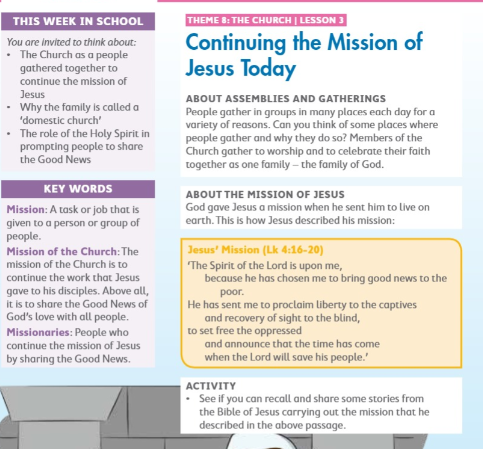 THIS WEEK IN SCHOOL
You are invited to think about:
• The Church as a people
gathered together to
continue the mission of
Jesus
• Why the family is called a
'domestic church'
• The role of the Holy Spirit in
prompting people to share
the Good News
KEY WORDS
Mission: A task or job that is
given to a person or group of
people.
Mission of the Church: The
mission of the Church is to
continue the work that Jesus
gave to his disciples. Above all,
it is to share the Good News of
God's love with all people.
Missionaries: People who
continue the mission of Jesus
by sharing the Good News.
THEME 8: THE CHURCH | LESSON 3
Continuing the Mission of
Jesus Today
ABOUT ASSEMBLIES AND GATHERINGS
People gather in groups in many places each day for a
variety of reasons. Can you think of some places where
people gather and why they do so? Members of the
Church gather to worship and to celebrate their faith
together as one family – the family of God.
ABOUT THE MISSION OF JESUS
God gave Jesus a mission when he sent him to live on
earth. This is how Jesus described his mission:
Jesus' Mission (Lk 4:16-20)
'The Spirit of the Lord is upon me,
because he has chosen me to bring good news to the
poor.
He has sent me to proclaim liberty to the captives
and recovery of sight to the blind,
to set free the oppressed
and announce that the time has come
when the Lord will save his people.'
ACTIVITY
• See if you can recall and share some stories from
the Bible of Jesus carrying out the mission that he
described in the above passage.